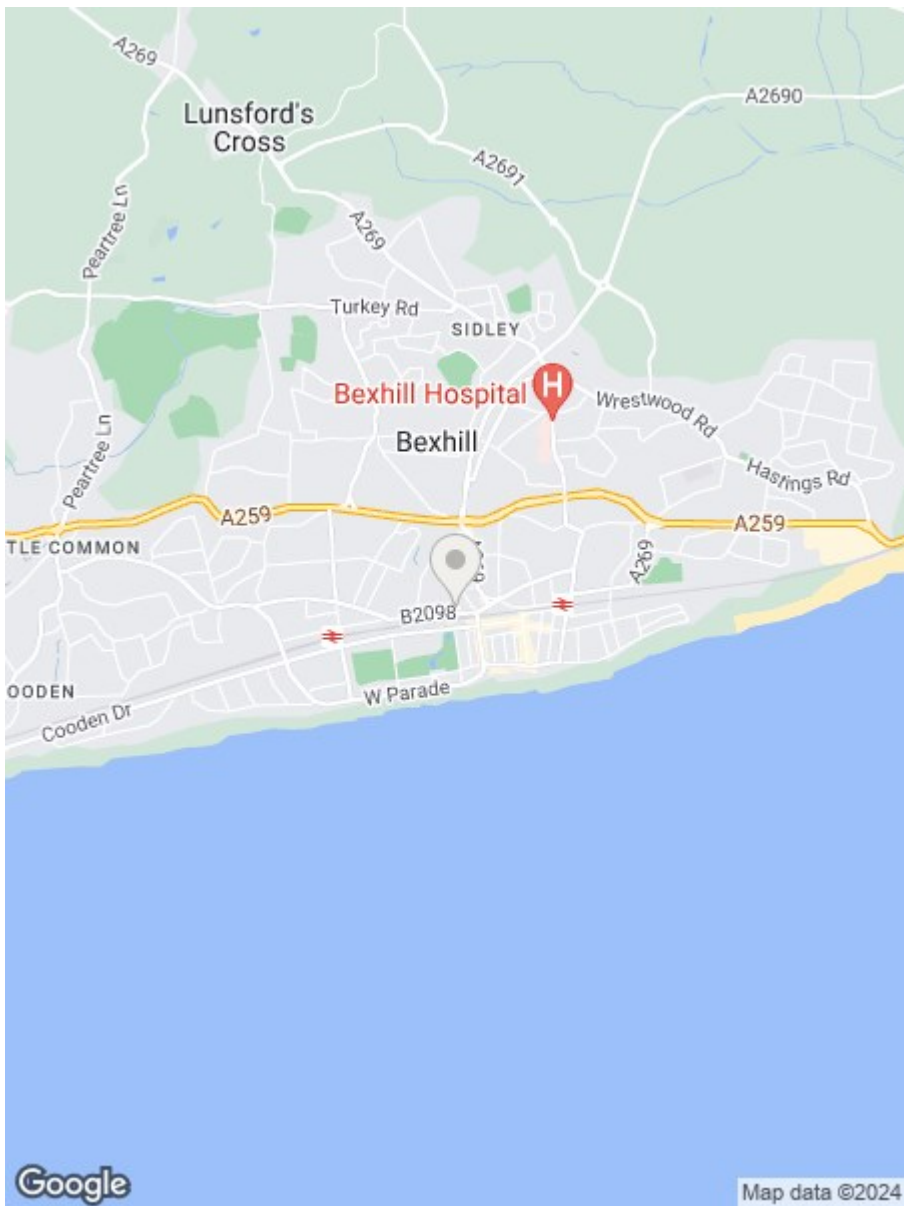 A269
A2690
Lunsford's
Cross
A2691
Peartree Ln
A269
Turkey Rd
SIDLEY
Bexhill Hospital
H
Wrestwood Rd
Bexhill
Peartree Ln
Hastings Rd
A259
A259
TLE COMMON
A269
B2098
OODEN
W Parade
Cooden Dr
Google
Map data ©2024